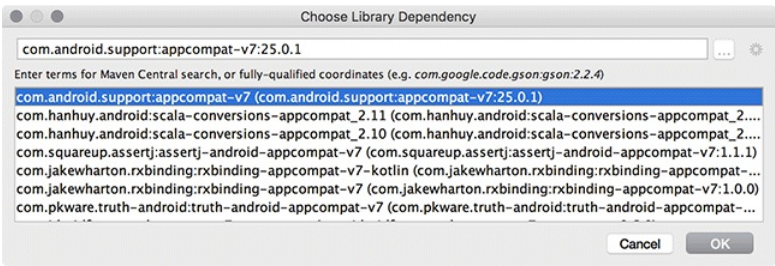 Choose Library Dependency
com.android.support:appcompat-v7:25.0.1
...
Enter terms for Maven Central search, or fully-qualified coordinates (e.g. com.google.code.gson:gson:2.2.4)
com.android.support:appcompat-v7 (com.android.support:appcompat-v7:25.0.1)
com.hanhuy.android:scala-conversions-appcompat_2.11 (com.hanhuy.android:scala-conversions-appcompat_2....
com.hanhuy.android:scala-conversions-appcompat_2.10 (com.hanhuy.android:scala-conversions-appcompat_2....
com.squareup.assertj:assertj-android-appcompat-v7 (com.squareup.assertj:assertj-android-appcompat-v7:1.1.1)
com.jakewharton.rxbinding:rxbinding-appcompat-v7-kotlin (com.jakewharton.rxbinding:rxbinding-appcompat-...
com.jakewharton.rxbinding:rxbinding-appcompat-v7 (com.jakewharton.rxbinding:rxbinding-appcompat-v7:1.0.0)
com.pkware.truth-android:truth-android-appcompat-v7 (com.pkware.truth-android:truth-android-appcompat-...
Cancel
OK